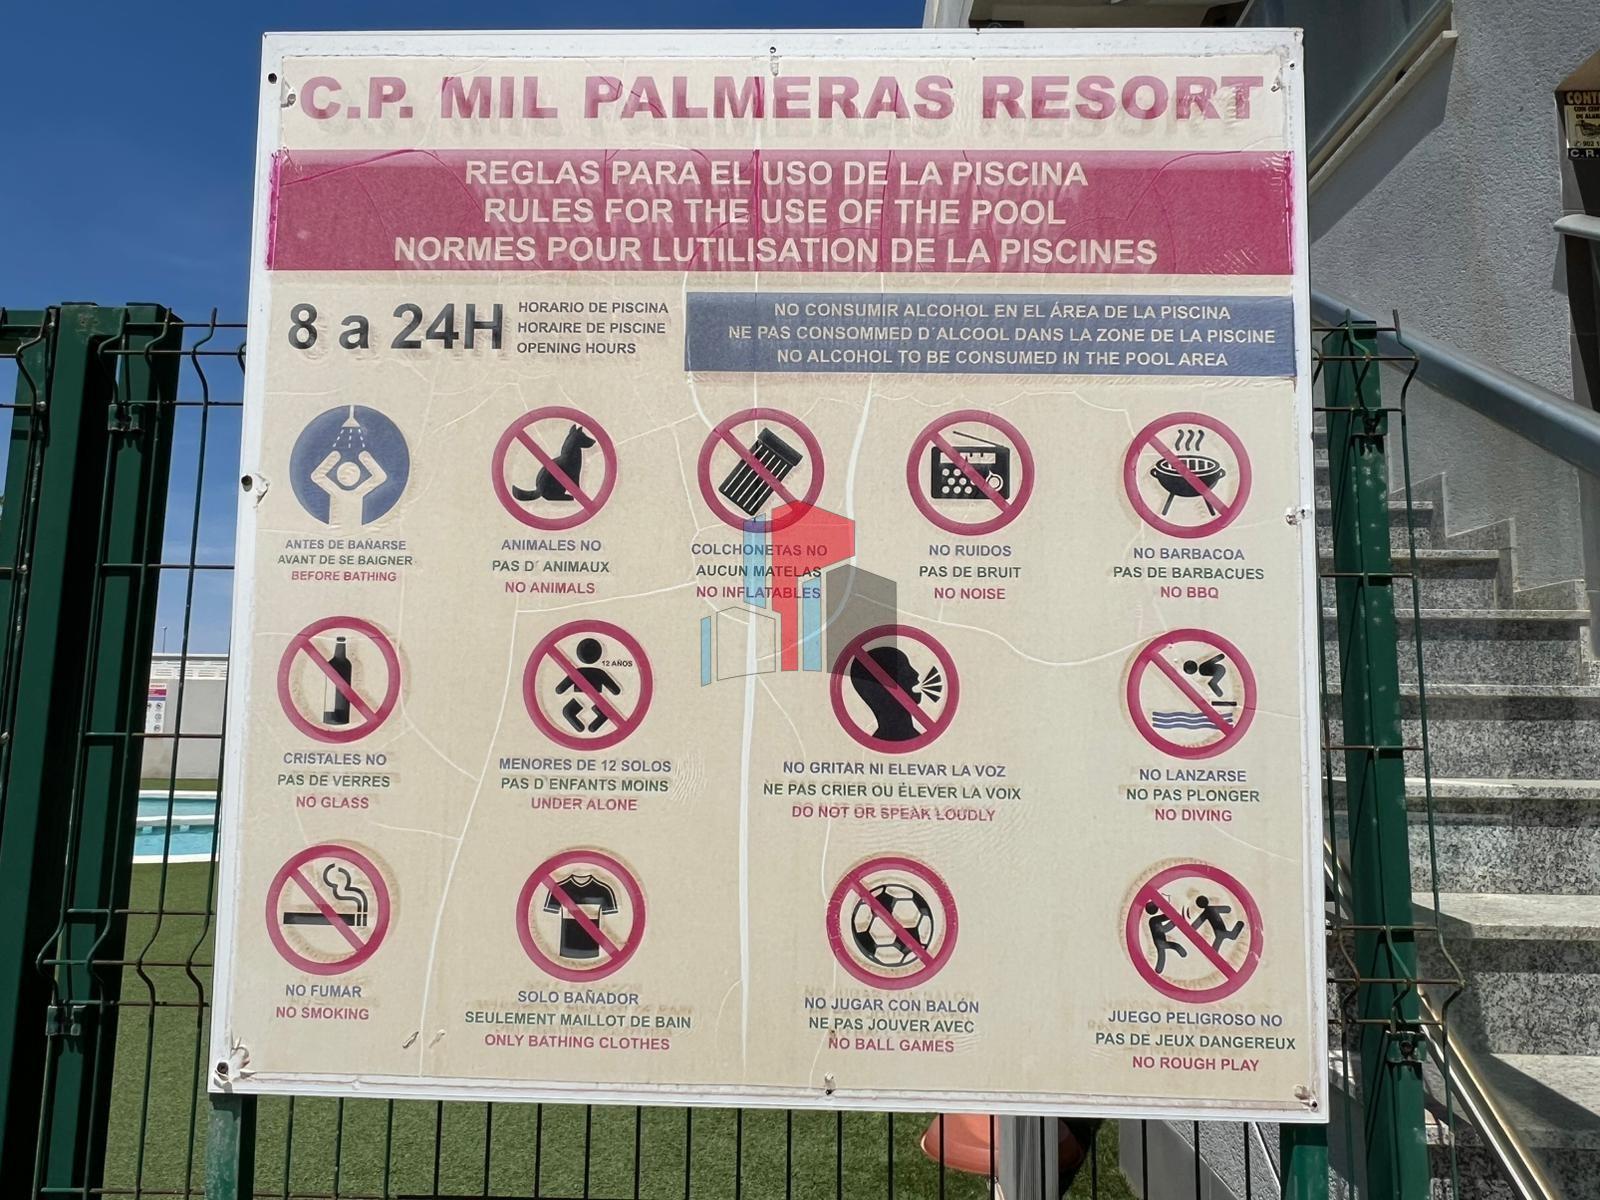 C.P. MIL PALMERAS RESORT
REGLAS PARA EL USO DE LA PISCINA
RULES FOR THE USE OF THE POOL
NORMES POUR LUTILISATION DE LA PISCINES
8 a 24H
HORARIO DE PISCINA
HORAIRE DE PISCINE
OPENING HOURS
NO CONSUMIR ALCOHOL EN EL ÁREA DE LA PISCINA
NE PAS CONSOMMED D´ALCOOL DANS LA ZONE DE LA PISCINE
NO ALCOHOL TO BE CONSUMED IN THE POOL AREA
ANTES DE BAÑARSE
AVANT DE SE BAIGNER
BEFORE BATHING
ANIMALES NO
PAS D´ ANIMAUX
NO ANIMALS
COLCHONETAS NO
AUCUN MATELAS
NO INFLATABLES
NO RUIDOS
PAS DE BRUIT
NO NOISE
NO BARBACOA
PAS DE BARBACUES
NO BBQ
CRISTALES NO
PAS DE VERRES
NO GLASS
12 AÑOS
MENORES DE 12 SOLOS
PAS D´ENFANTS MOINS
UNDER ALONE
NO GRITAR NI ELEVAR LA VOZ
NE PAS CRIER OU ÉLEVER LA VOIX
DO NOT OR SPEAK LOUDLY
NO LANZARSE
NO PAS PLONGER
NO DIVING
NO FUMAR
NO SMOKING
SOLO BAÑADOR
SEULEMENT MAILLOT DE BAIN
ONLY BATHING CLOTHES
NO JUGAR CON BALÓN
NE PAS JOUVER AVEC
NO BALL GAMES
JUEGO PELIGROSO NO
PAS DE JEUX DANGEREUX
NO ROUGH PLAY